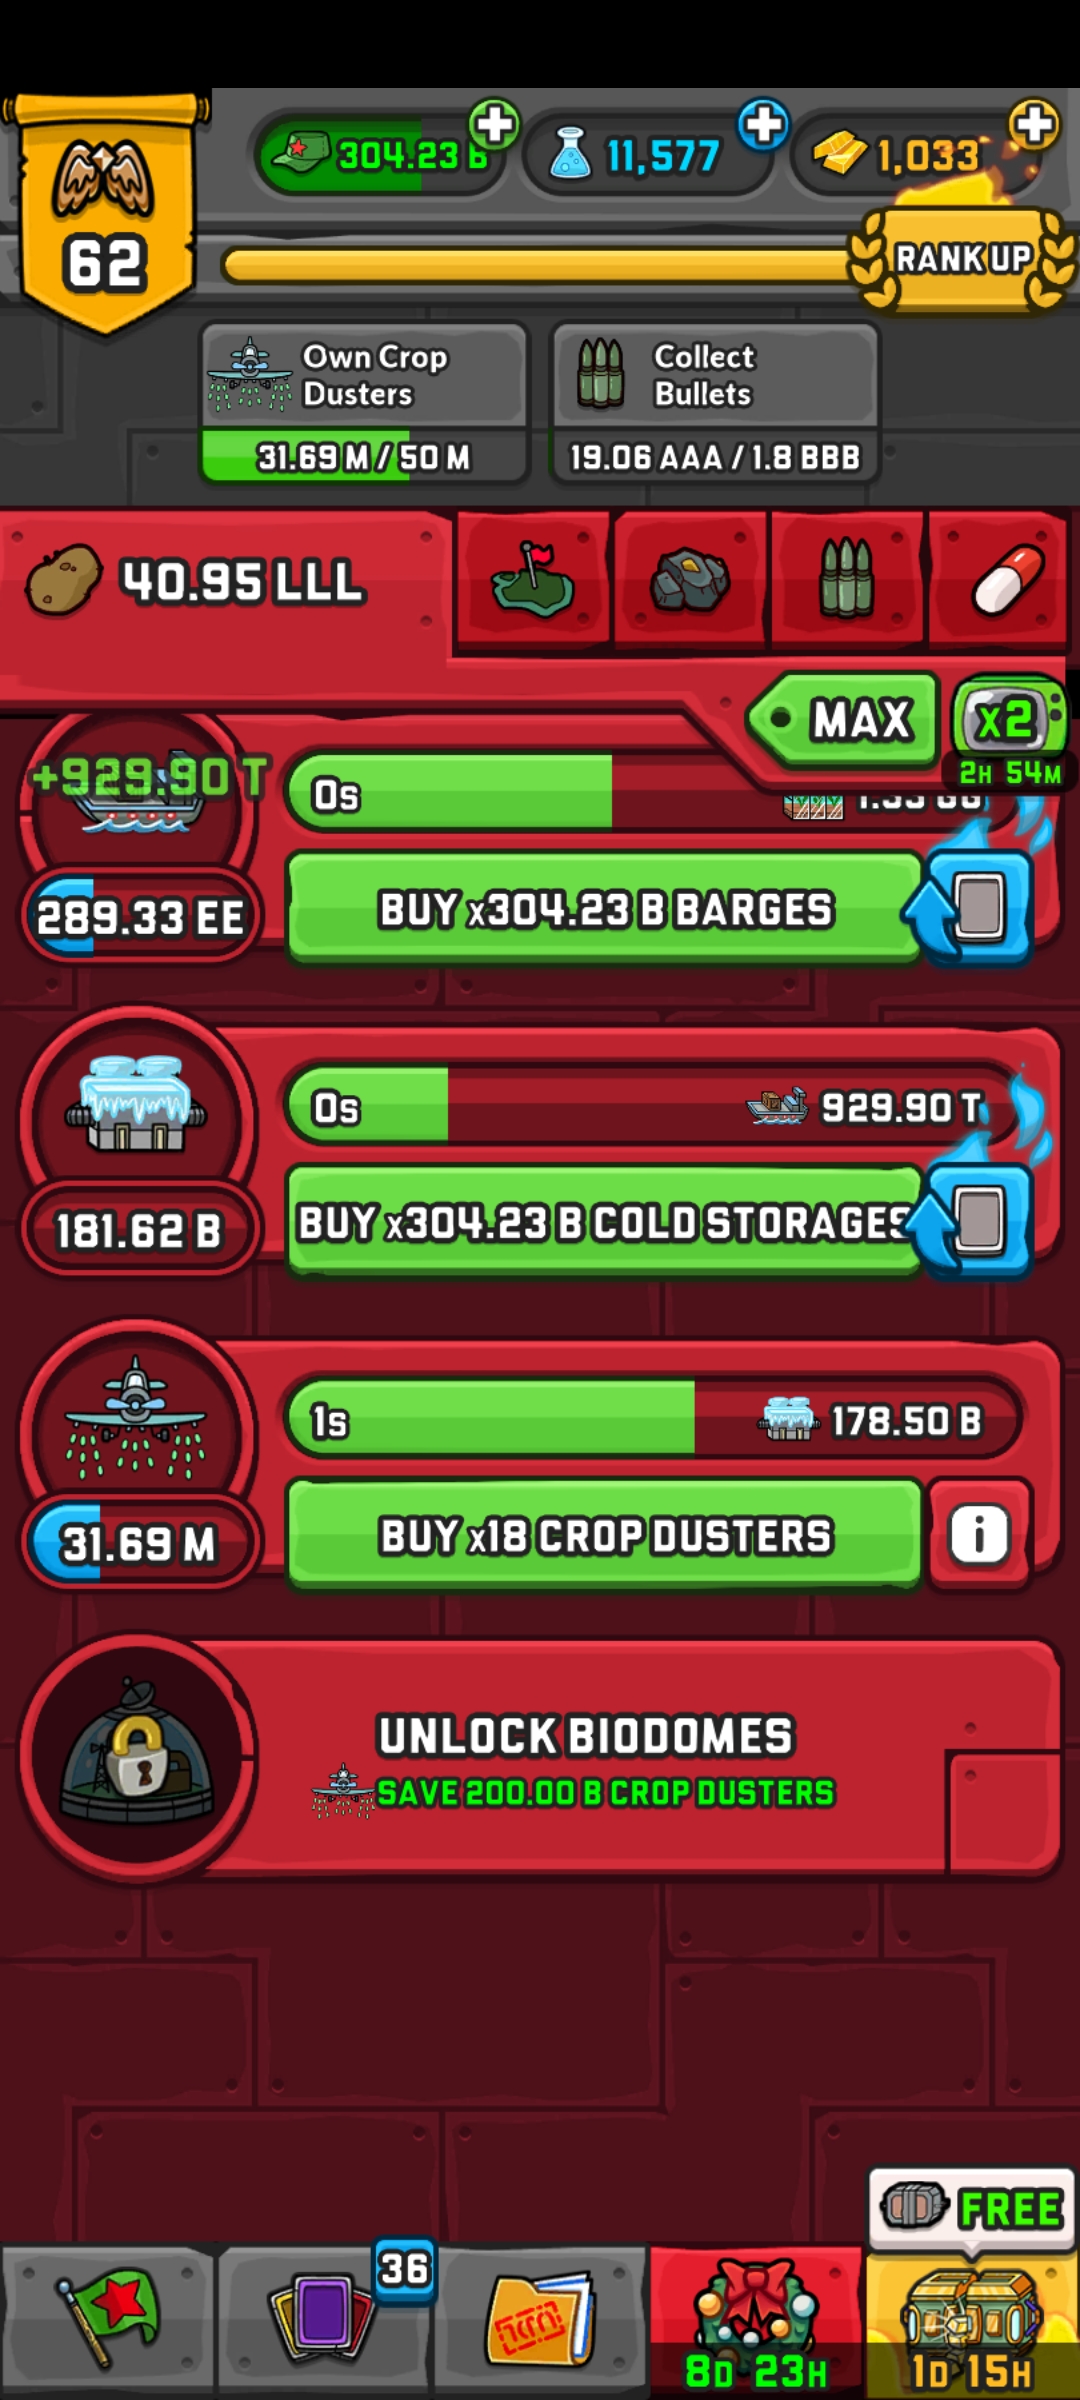 304.23 B
11,577
1,033
62
RANK UP
Own Crop
Dusters
31.69 M / 50 M
Collect
Bullets
19.06 AAA / 1.8 BBB
40.95 LLL
MAX
x2
2H 54M
+929.90 T
0s
289.33 EE
BUY x304.23 B BARGES
0s
929.90 T
181.62 B
BUY x304.23 B COLD STORAGES
1s
178.50 B
31.69 M
BUY x18 CROP DUSTERS
i
UNLOCK BIODOMES
SAVE 200.00 B CROP DUSTERS
FREE
36
8D 23H
1D 15H